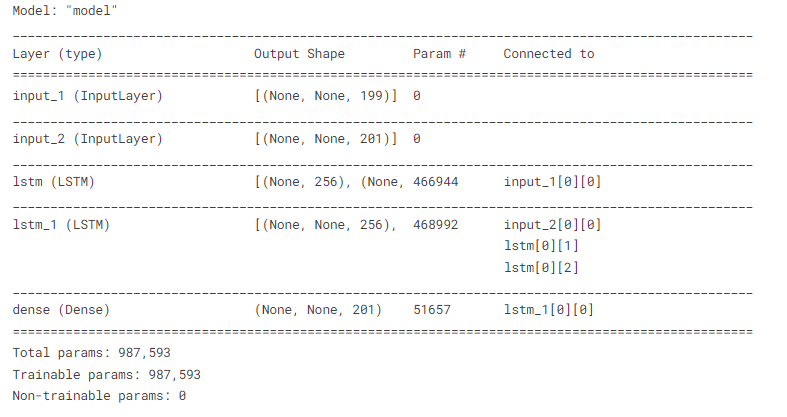 Model: "model"
__________________________________________________________________________________________________
Layer (type)                    Output Shape         Param #     Connected to
==================================================================================================
input_1 (InputLayer)            [(None, None, 199)]  0
__________________________________________________________________________________________________
input_2 (InputLayer)            [(None, None, 201)]  0
__________________________________________________________________________________________________
lstm (LSTM)                     [(None, 256), (None, 466944      input_1[0][0]
__________________________________________________________________________________________________
lstm_1 (LSTM)                   [(None, None, 256),  468992      input_2[0][0]
                                                                 lstm[0][1]
                                                                 lstm[0][2]
__________________________________________________________________________________________________
dense (Dense)                   (None, None, 201)    51657       lstm_1[0][0]
==================================================================================================
Total params: 987,593
Trainable params: 987,593
Non-trainable params: 0